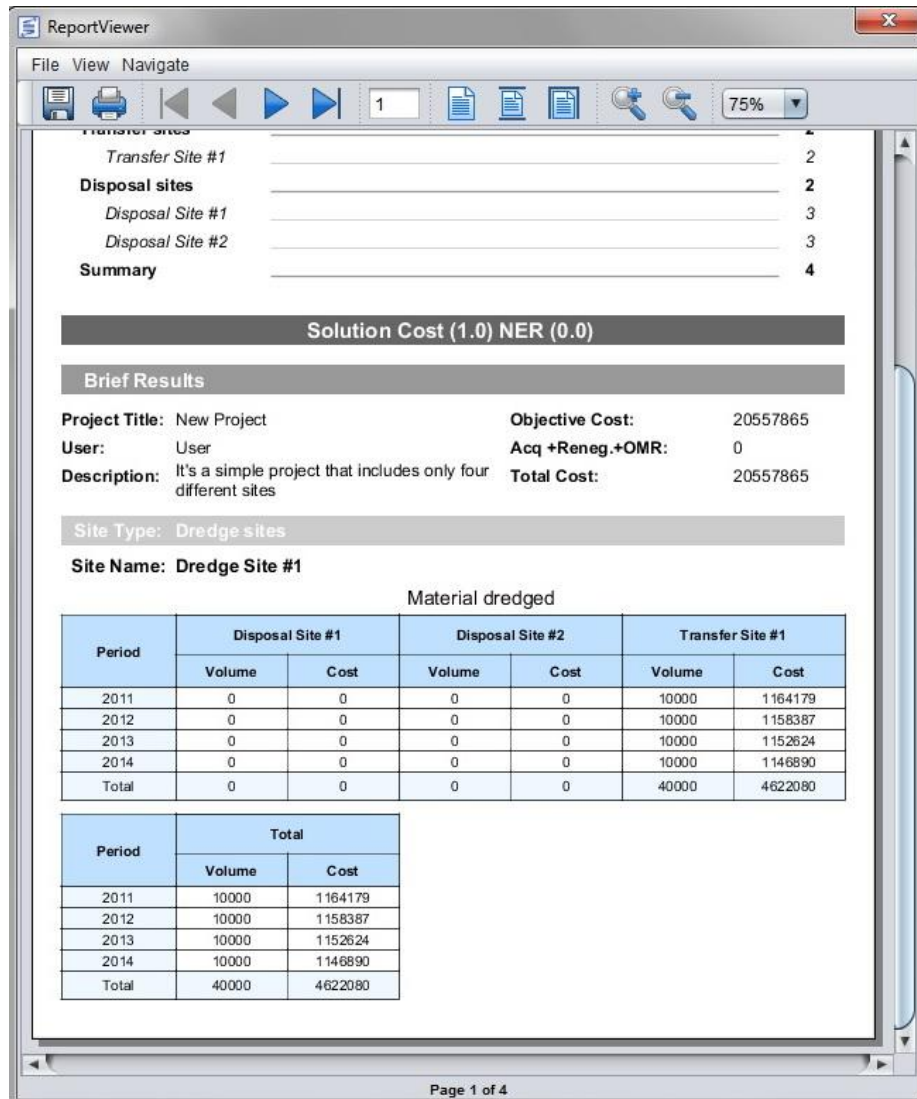 ReportViewer
File View Navigate
1
75%
Transfer sites 2
Transfer Site #1 2
Disposal sites 2
Disposal Site #1 3
Disposal Site #2 3
Summary 4
Solution Cost (1.0) NER (0.0)
Brief Results
Project Title: New Project Objective Cost: 20557865
User: User Acq +Reneg.+OMR: 0
Description: It's a simple project that includes only four different sites Total Cost: 20557865
Site Type: Dredge sites
Site Name: Dredge Site #1
Material dredged
Period Disposal Site #1 Disposal Site #2 Transfer Site #1
Volume Cost Volume Cost Volume Cost
2011 0 0 0 0 10000 1164179
2012 0 0 0 0 10000 1158387
2013 0 0 0 0 10000 1152624
2014 0 0 0 0 10000 1146890
Total 0 0 0 0 40000 4622080
Period Total
Volume Cost
2011 10000 1164179
2012 10000 1158387
2013 10000 1152624
2014 10000 1146890
Total 40000 4622080
Page 1 of 4